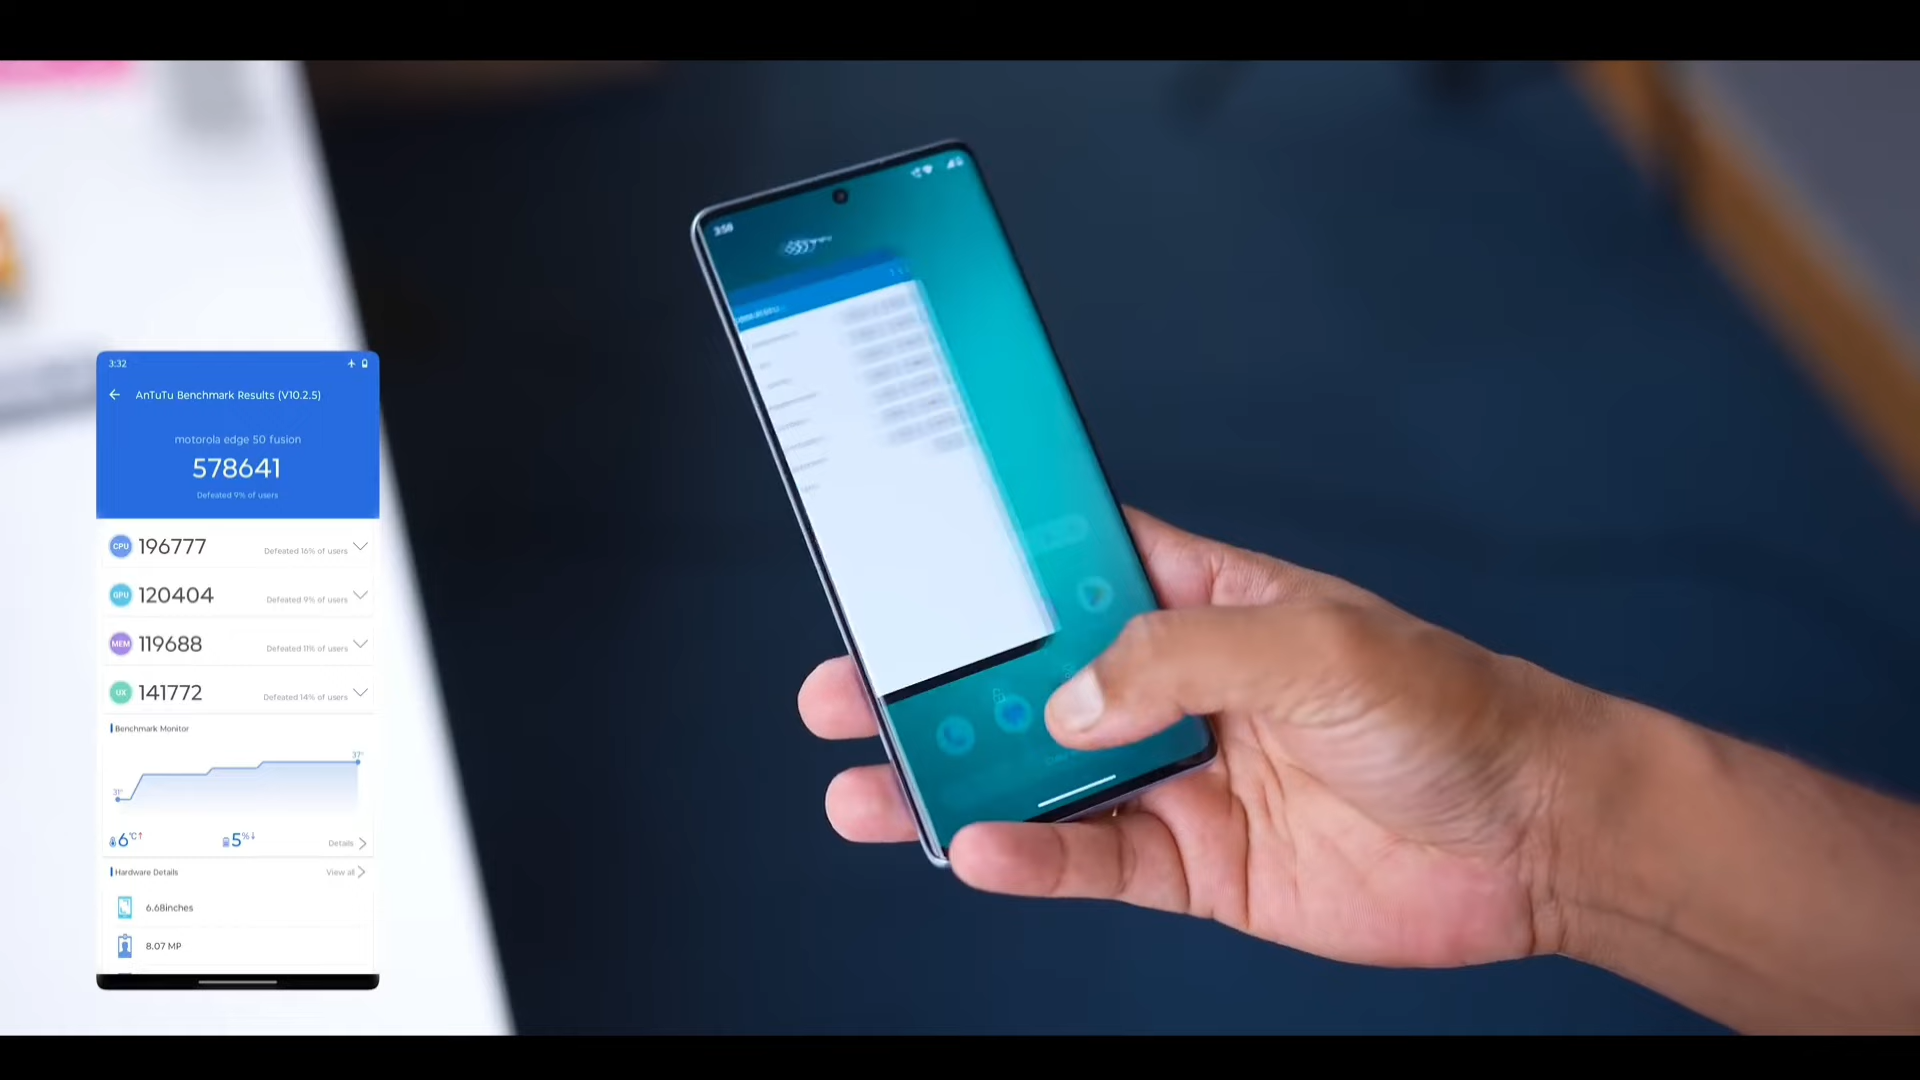 3:32
AnTuTu Benchmark Results (V10.2.5)
motorola edge 50 fusion
578641
Defeated 9% of users
CPU 196777 Defeated 16% of users
GPU 120404 Defeated 9% of users
MEM 119688 Defeated 11% of users
UX 141772 Defeated 14% of users
Benchmark Monitor
37°
31°
6°C↑ 5%↓ Details
Hardware Details View all
6.68inches
8.07 MP
3:58